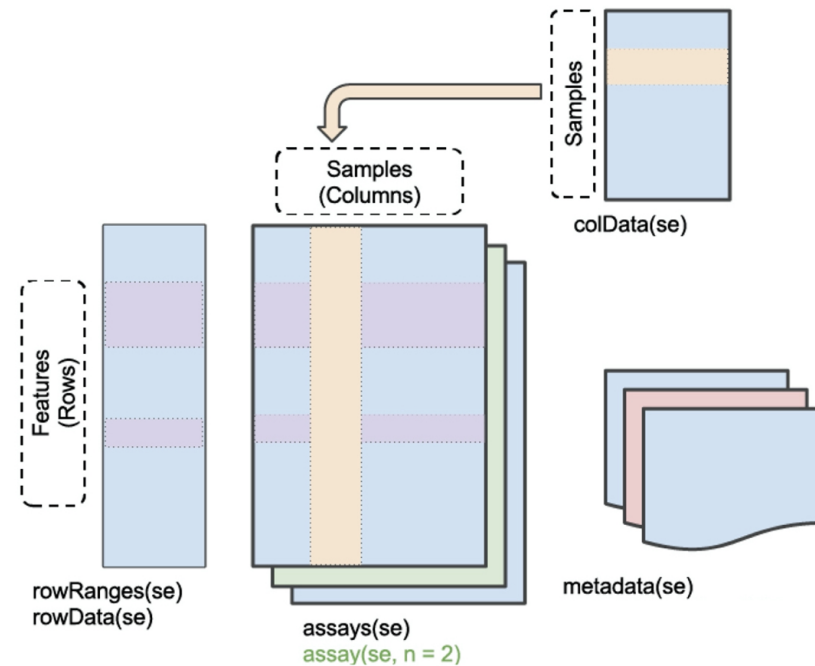 Samples
Samples
(Columns)
colData(se)
Features
(Rows)
rowRanges(se)
rowData(se)
assays(se)
assay(se, n = 2)
metadata(se)